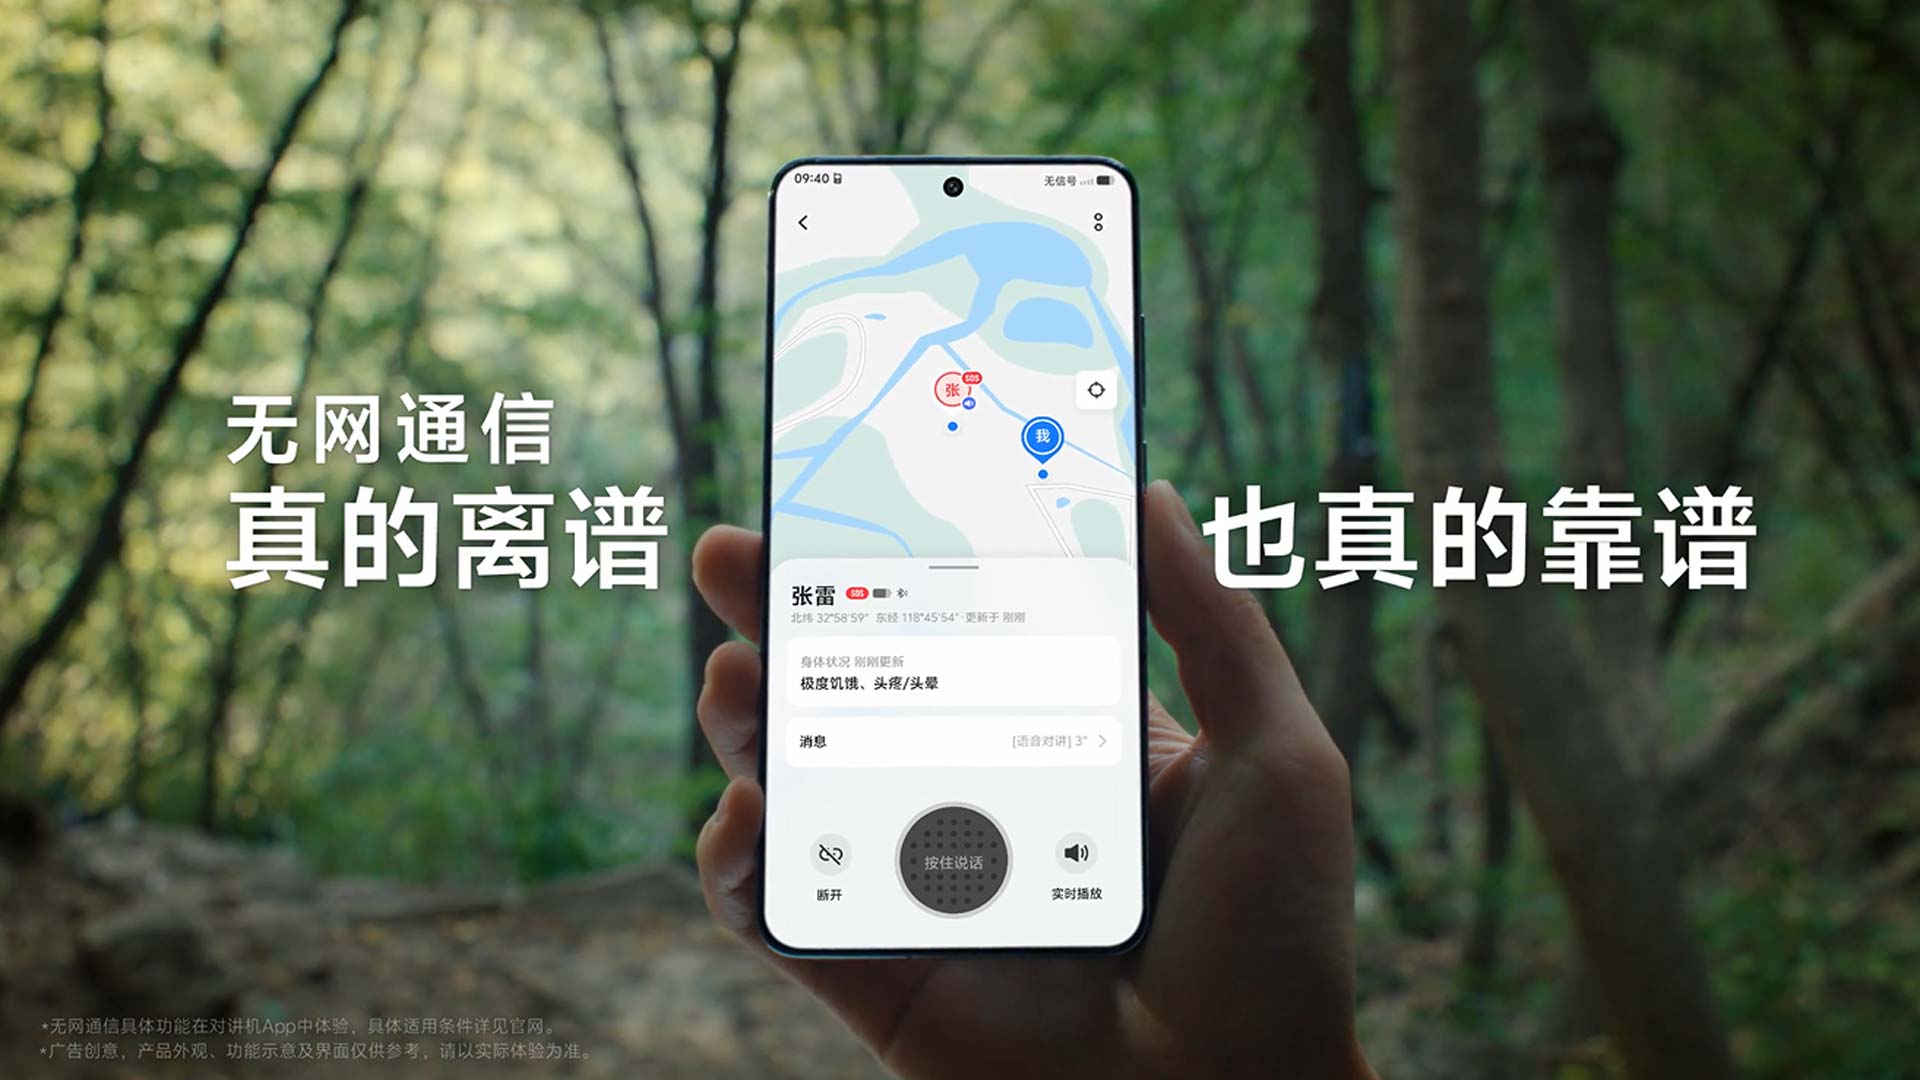 无网通信
真的离谱
也真的靠谱
09:40
无信号
张
SOS
我
张雷 SOS
北纬 32°58'59" 东经 118°45'54"·更新于 刚刚
身体状况 刚刚更新
极度饥饿、头疼/头晕
消息 [语音对讲] 3"
按住说话
断开
实时播放
*无网通信具体功能在对讲机App中体验，具体适用条件详见官网。
*广告创意，产品外观、功能示意及界面仅供参考，请以实际体验为准。